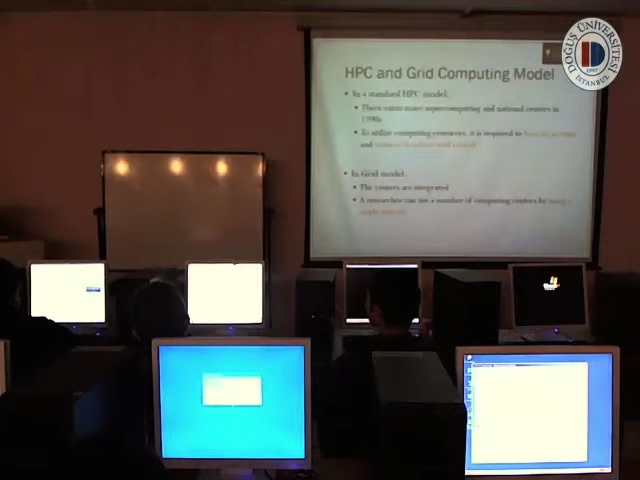 DOĞUŞ ÜNİVERSİTESİ
1997
İSTANBUL
HPC and Grid Computing Model
In a standard HPC model:
There exists many supercomputing and national centers in
1990s
To utilize computing resources, it is required to
and
In Grid model:
The centers are integrated
A researcher can use a number of computing centers by